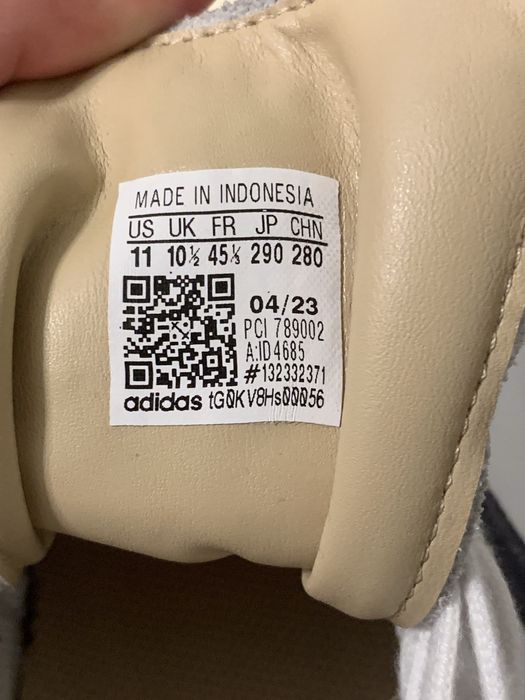 MADE IN INDONESIA
US UK FR JP CHN
11 10½ 45⅓ 290 280
04/23
PCI 789002
A:ID4685
#132332371
adidas tG0KV8Hs00056